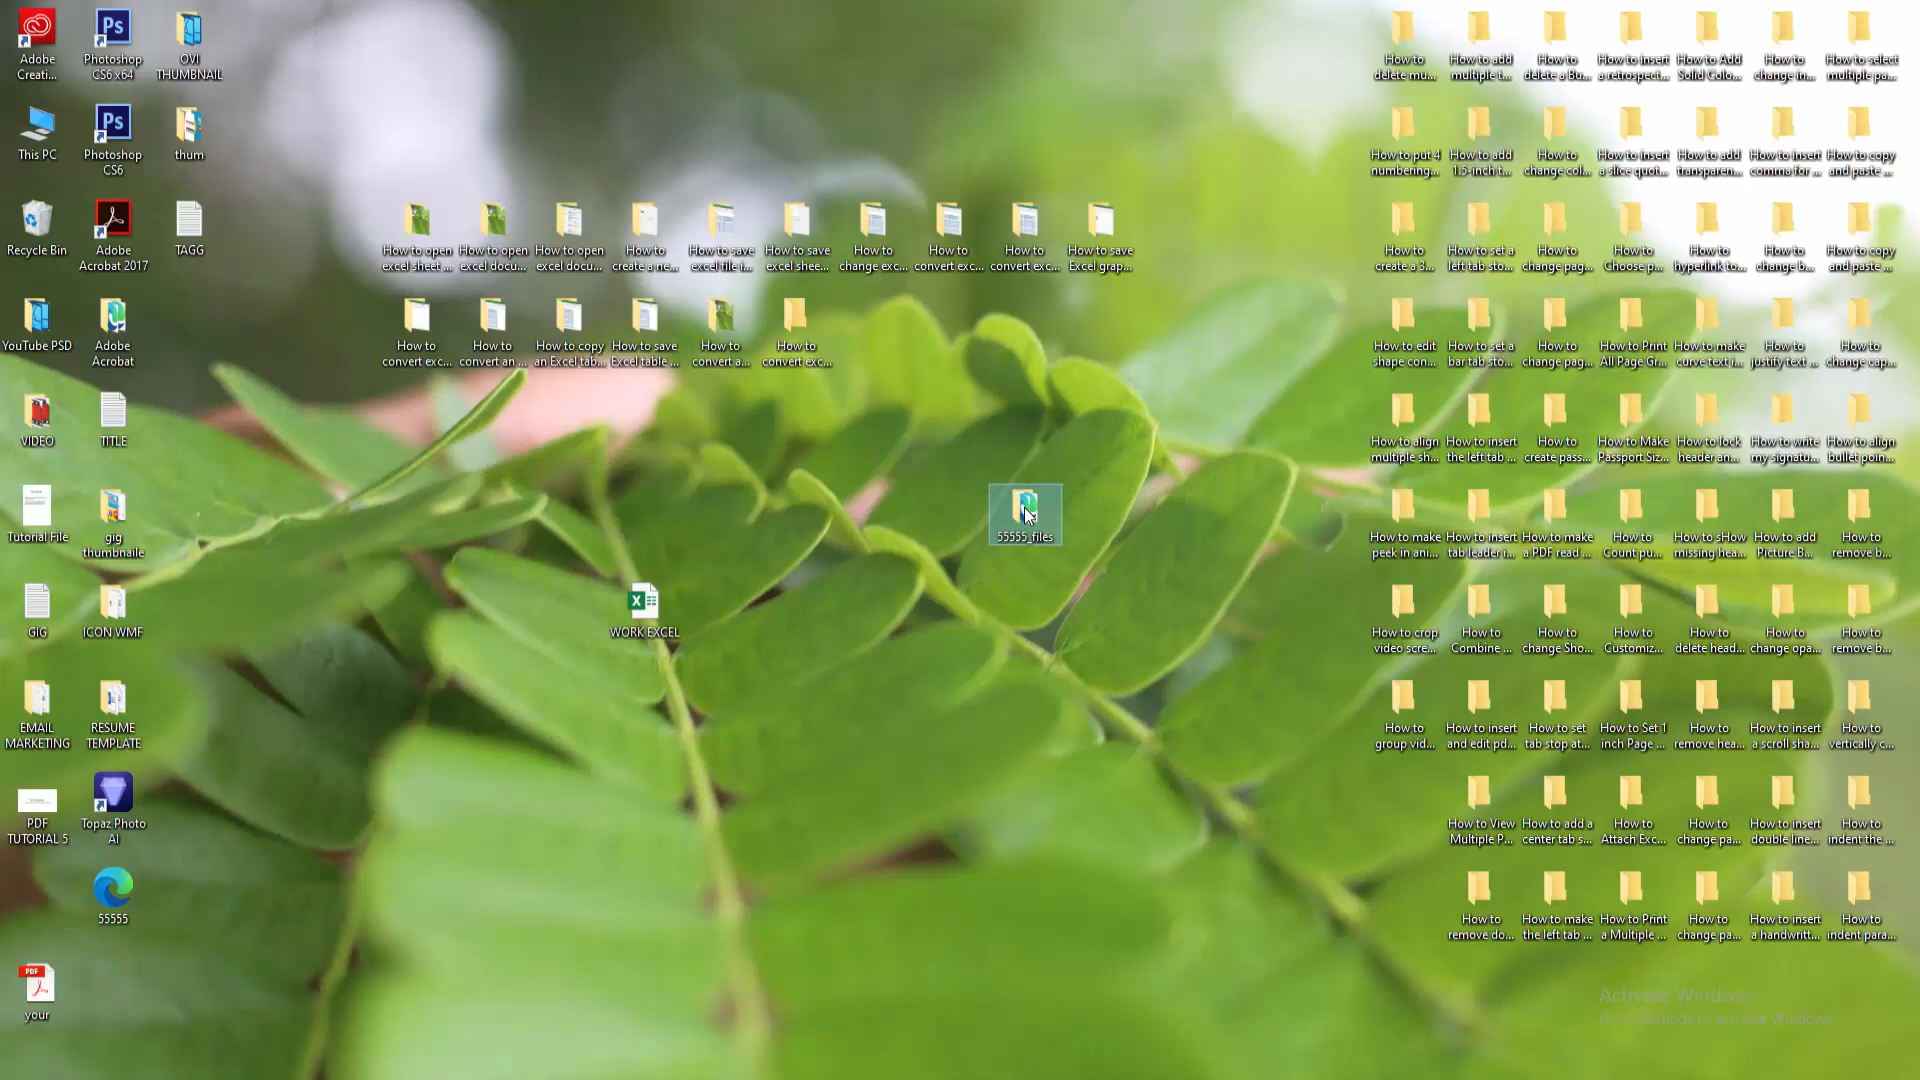 Adobe
Creati...
Photoshop
CS6 x64
OVI
THUMBNAIL
This PC
Photoshop
CS6
thum
Recycle Bin
Adobe
Acrobat 2017
TAGG
YouTube PSD
Adobe
Acrobat
VIDEO
TITLE
Tutorial File
gig
thumbnaile
GIG
ICON WMF
EMAIL
MARKETING
RESUME
TEMPLATE
PDF
TUTORIAL 5
Topaz Photo
AI
55555
your
How to open
excel sheet ...
How to open
excel docu...
How to open
excel docu...
How to
create a ne...
How to save
excel file i...
How to save
excel shee...
How to
change exc...
How to
convert exc...
How to
convert exc...
How to save
Excel grap...
How to
convert exc...
How to
convert an ...
How to copy
an Excel tab...
How to save
Excel table ...
How to
convert a...
How to
convert exc...
WORK EXCEL
55555_files
How to
delete mu...
How to add
multiple t...
How to
delete a Bu...
How to insert
a retrospect...
How to Add
Solid Colo...
How to
change in...
How to select
multiple pa...
How to put 4
numbering...
How to add
1.5-inch t...
How to
change col...
How to insert
a slice quot...
How to add
transparen...
How to insert
comma for ...
How to copy
and paste ...
How to
create a 3...
How to set a
left tab sto...
How to
change pag...
How to
Choose p...
How to
hyperlink to...
How to
change b...
How to copy
and paste ...
How to edit
shape con...
How to set a
bar tab sto...
How to
change pag...
How to Print
All Page Gr...
How to make
curve text i...
How to
justify text ...
How to
change cap...
How to align
multiple sh...
How to insert
the left tab ...
How to
create pass...
How to Make
Passport Siz...
How to lock
header an...
How to write
my signatu...
How to align
bullet poin...
How to make
peek in ani...
How to insert
tab leader i...
How to make
a PDF read ...
How to
Count pu...
How to sHow
missing hea...
How to add
Picture B...
How to
remove b...
How to crop
video scre...
How to
Combine ...
How to
change Sho...
How to
Customiz...
How to
delete head...
How to
change opa...
How to
remove b...
How to
group vid...
How to insert
and edit pd...
How to set
tab stop at...
How to Set 1
inch Page ...
How to
remove hea...
How to insert
a scroll sha...
How to
vertically c...
How to View
Multiple P...
How to add a
center tab s...
How to
Attach Exc...
How to
change pa...
How to insert
double line...
How to
indent the ...
How to
remove do...
How to make
the left tab ...
How to Print
a Multiple ...
How to
change pa...
How to insert
a handwritt...
How to
indent para...
Activate Windows
Go to Settings to activate Windows.